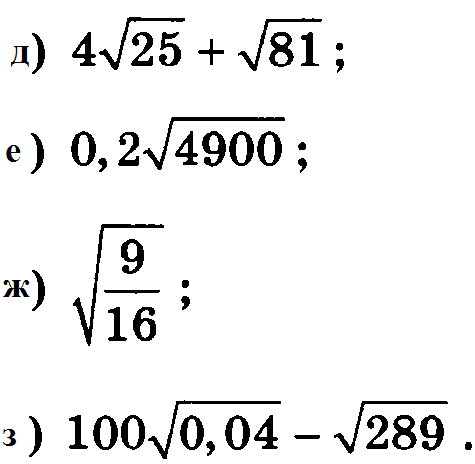 д) 4√25 + √81 ;
е ) 0,2√4900 ;
ж) √(9/16) ;
з ) 100√0,04 − √289 .